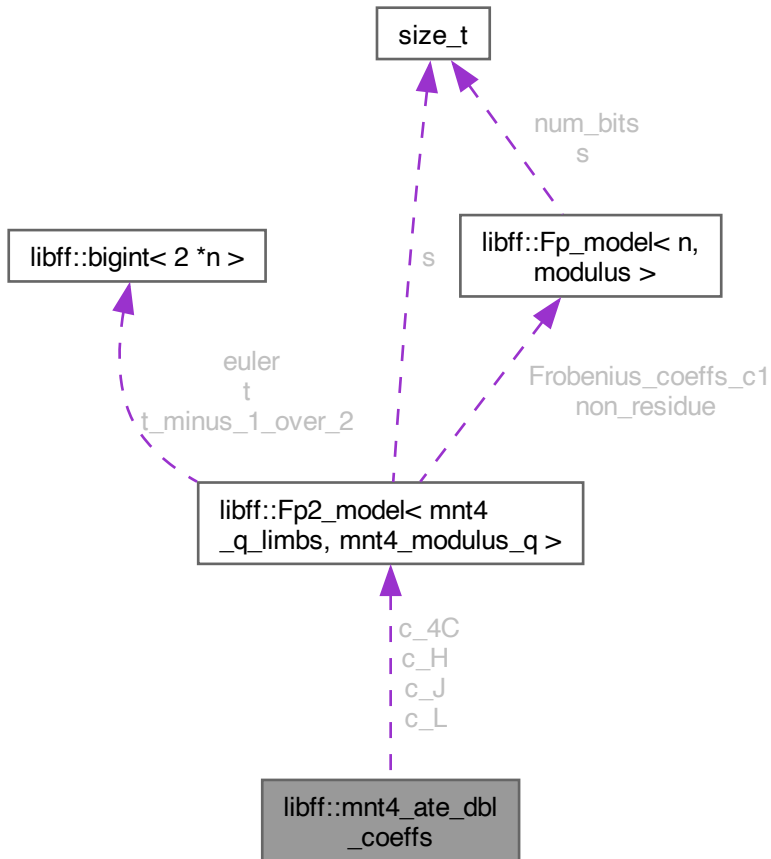 size_t
num_bits
s
libff::bigint< 2 *n >
s
libff::Fp_model< n,
modulus >
euler
t
t_minus_1_over_2
Frobenius_coeffs_c1
non_residue
libff::Fp2_model< mnt4
_q_limbs, mnt4_modulus_q >
c_4C
c_H
c_J
c_L
libff::mnt4_ate_dbl
_coeffs